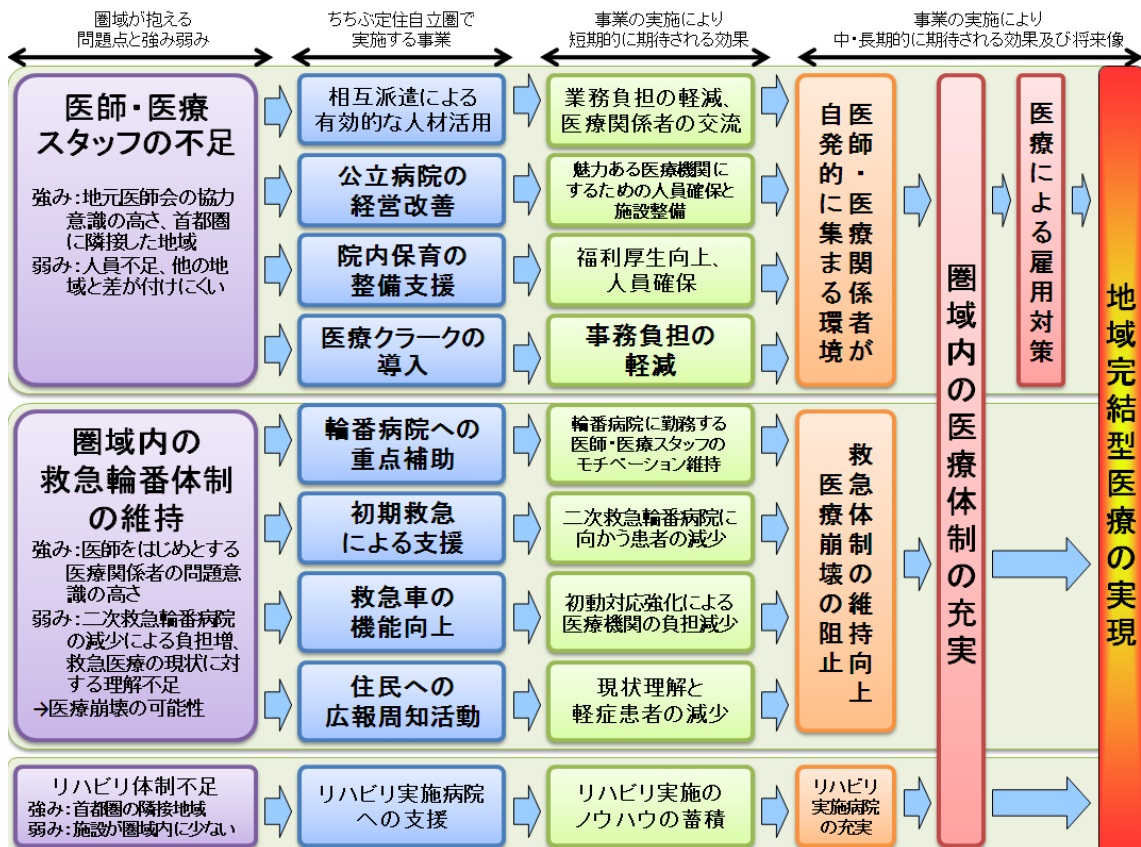 圏域が抱える
問題点と強み弱み
ちちぶ定住自立圏で
実施する事業
事業の実施により
短期的に期待される効果
事業の実施により
中・長期的に期待される効果及び将来像
医師・医療
スタッフの不足
強み：地元医師会の協力
意識の高さ、首都圏
に隣接した地域
弱み：人員不足、他の地
域と差が付けにくい
相互派遣による
有効的な人材活用
業務負担の軽減、
医療関係者の交流
公立病院の
経営改善
魅力ある医療機関に
するための人員確保と
施設整備
院内保育の
整備支援
福利厚生向上、
人員確保
医療クラークの
導入
事務負担の
軽減
医師・医療関係者が
自発的に集まる環境
圏域内の
救急輪番体制
の維持
強み：医師をはじめとする
医療関係者の問題意
識の高さ
弱み：二次救急輪番病院
の減少による負担増、
救急医療の現状に対
する理解不足
→医療崩壊の可能性
輪番病院への
重点補助
輪番病院に勤務する
医師・医療スタッフの
モチベーション維持
初期救急
による支援
二次救急輪番病院に
向かう患者の減少
救急車の
機能向上
初動対応強化による
医療機関の負担減少
住民への
広報周知活動
現状理解と
軽症患者の減少
救急体制の維持向上
医療崩壊の阻止
リハビリ体制不足
強み：首都圏の隣接地域
弱み：施設が圏域内に少ない
リハビリ実施病院
への支援
リハビリ実施の
ノウハウの蓄積
リハビリ
実施病院
の充実
圏域内の医療体制の充実
医療による雇用対策
地域完結型医療の実現